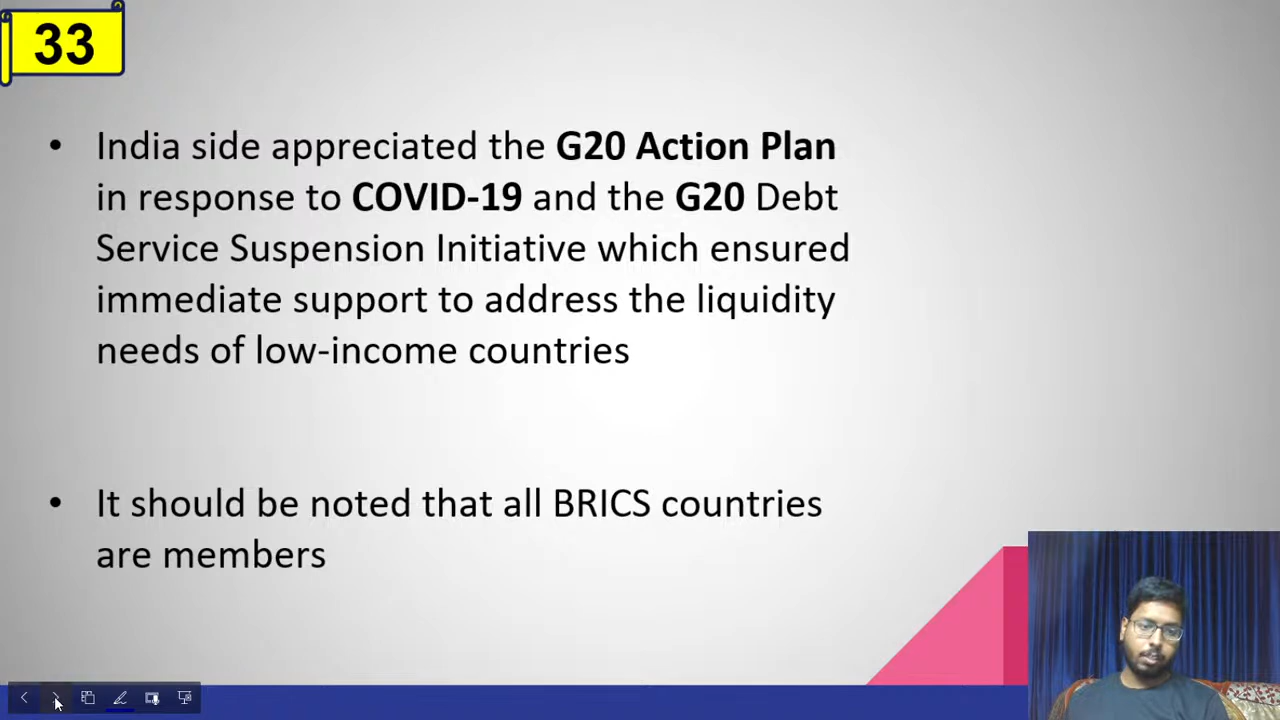 33
• India side appreciated the G20 Action Plan
in response to COVID-19 and the G20 Debt
Service Suspension Initiative which ensured
immediate support to address the liquidity
needs of low-income countries
• It should be noted that all BRICS countries
are members